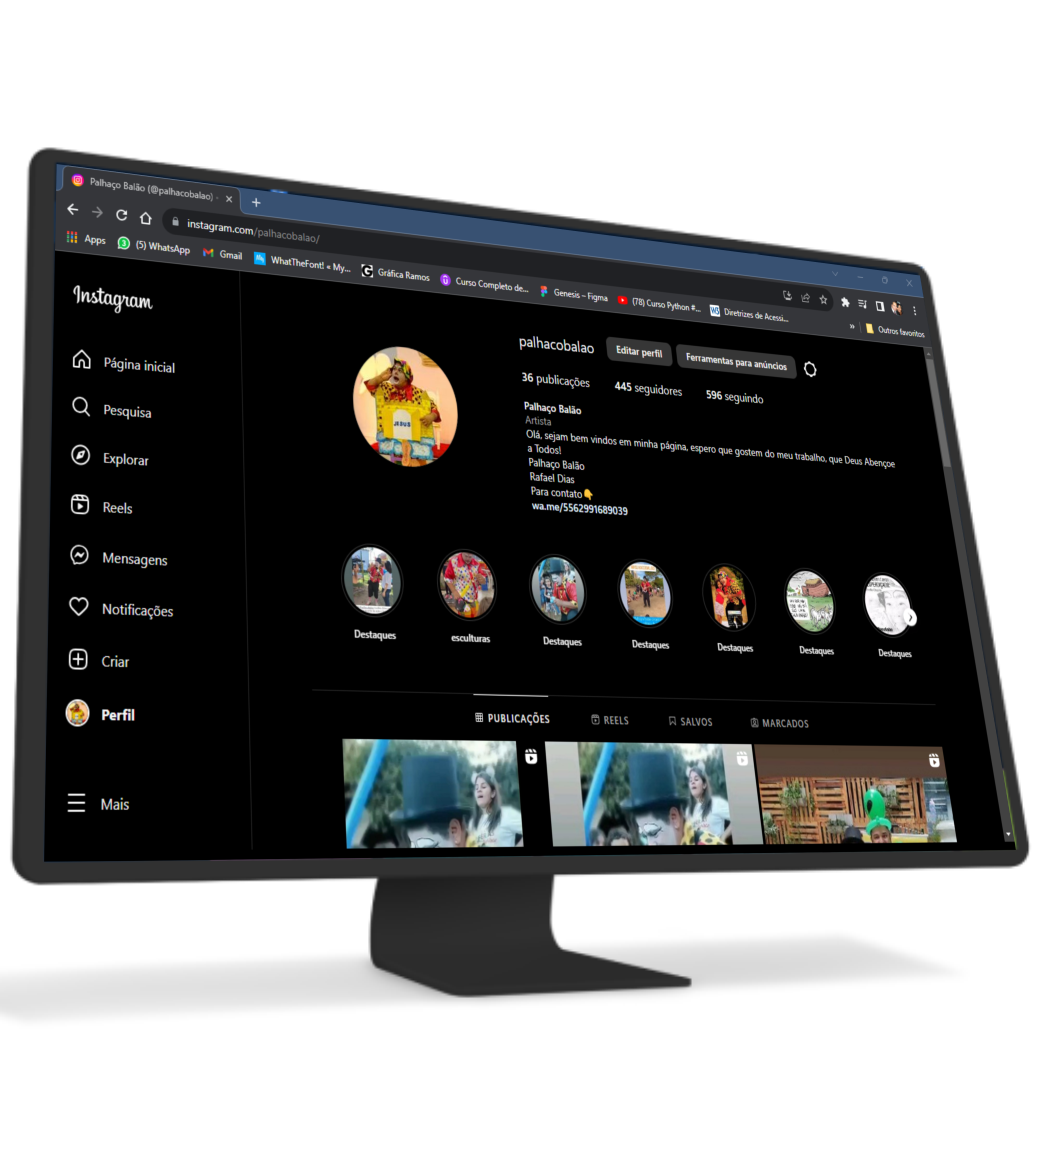 Palhaço Balão (@palhacobalao) -
instagram.com/palhacobalao/
Apps
(5) WhatsApp
Gmail
WhatTheFont! « My...
Gráfica Ramos
Curso Completo de...
Genesis – Figma
(78) Curso Python #...
Diretrizes de Acessi...
»
Outros favoritos
Instagram
Página inicial
Pesquisa
Explorar
Reels
Mensagens
Notificações
Criar
Perfil
Mais
palhacobalao
Editar perfil
Ferramentas para anúncios
36 publicações
445 seguidores
596 seguindo
Palhaço Balão
Artista
Olá, sejam bem vindos em minha página, espero que gostem do meu trabalho, que Deus Abençoe
a Todos!
Palhaço Balão
Rafael Dias
Para contato👇
wa.me/5562991689039
JESUS
Destaques
esculturas
Destaques
Destaques
Destaques
Destaques
Destaques
PUBLICAÇÕES
REELS
SALVOS
MARCADOS